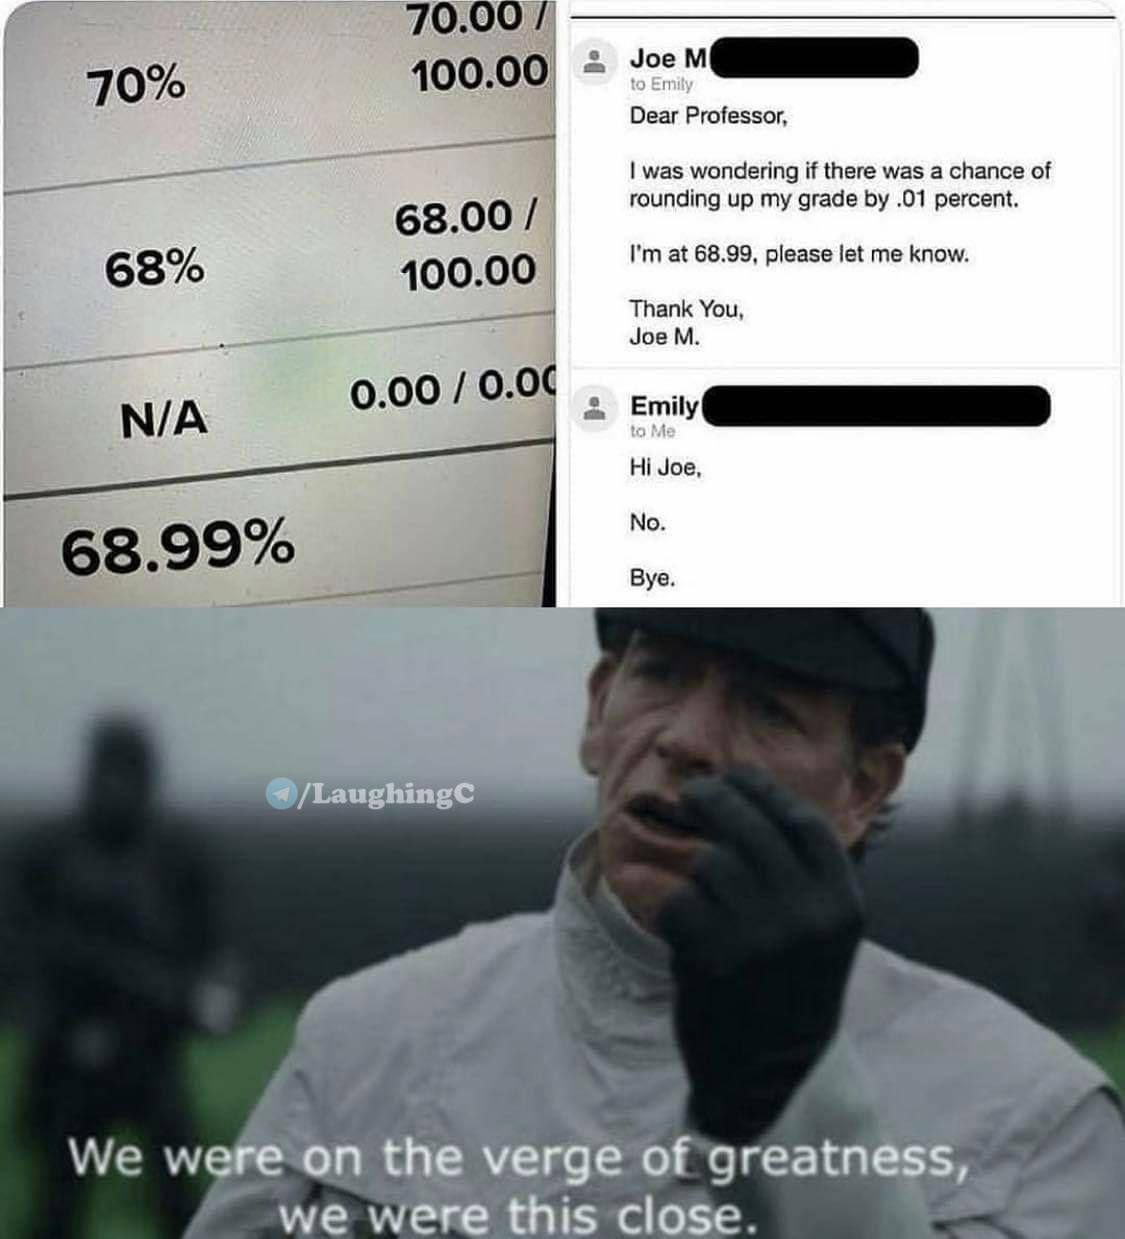 70.00 /
70%
100.00
68.00 /
68%
100.00
N/A
0.00 / 0.00
68.99%
Joe M
to Emily
Dear Professor,
I was wondering if there was a chance of
rounding up my grade by .01 percent.
I'm at 68.99, please let me know.
Thank You,
Joe M.
Emily
to Me
Hi Joe,
No.
Bye.
/LaughingC
We were on the verge of greatness,
we were this close.